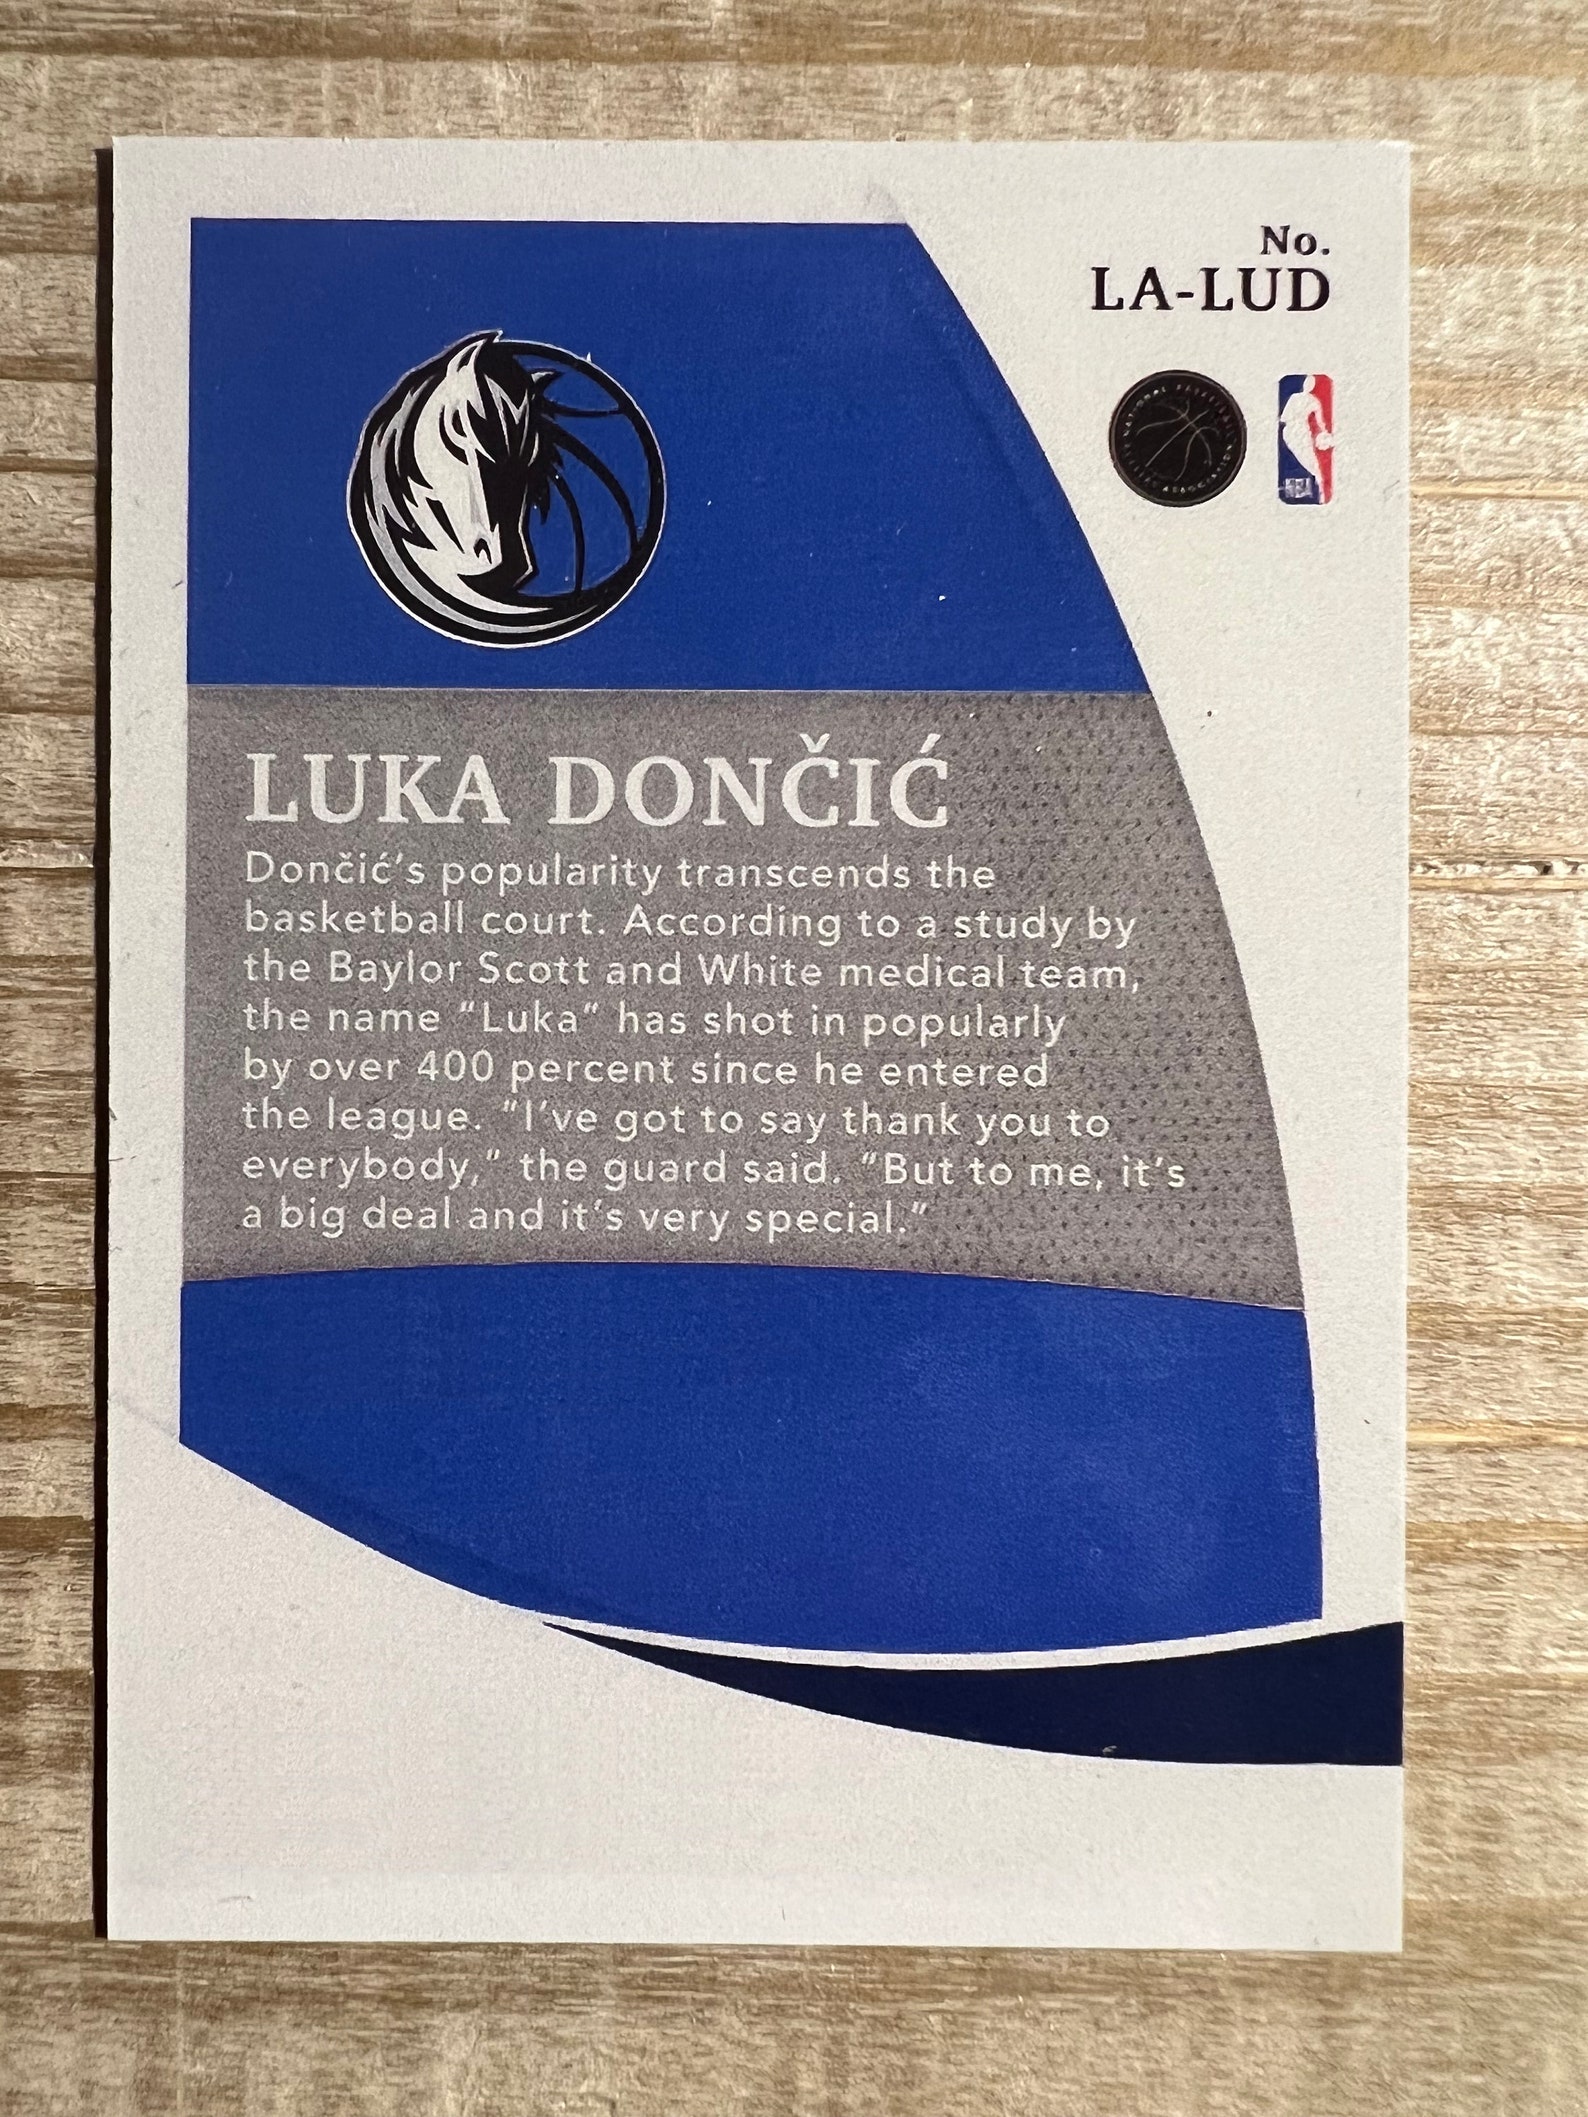 No.
LA-LUD
NBA
LUKA DONČIĆ
Dončić's popularity transcends the
basketball court. According to a study by
the Baylor Scott and White medical team,
the name "Luka" has shot in popularly
by over 400 percent since he entered
the league. "I've got to say thank you to
everybody," the guard said. "But to me, it's
a big deal and it's very special."